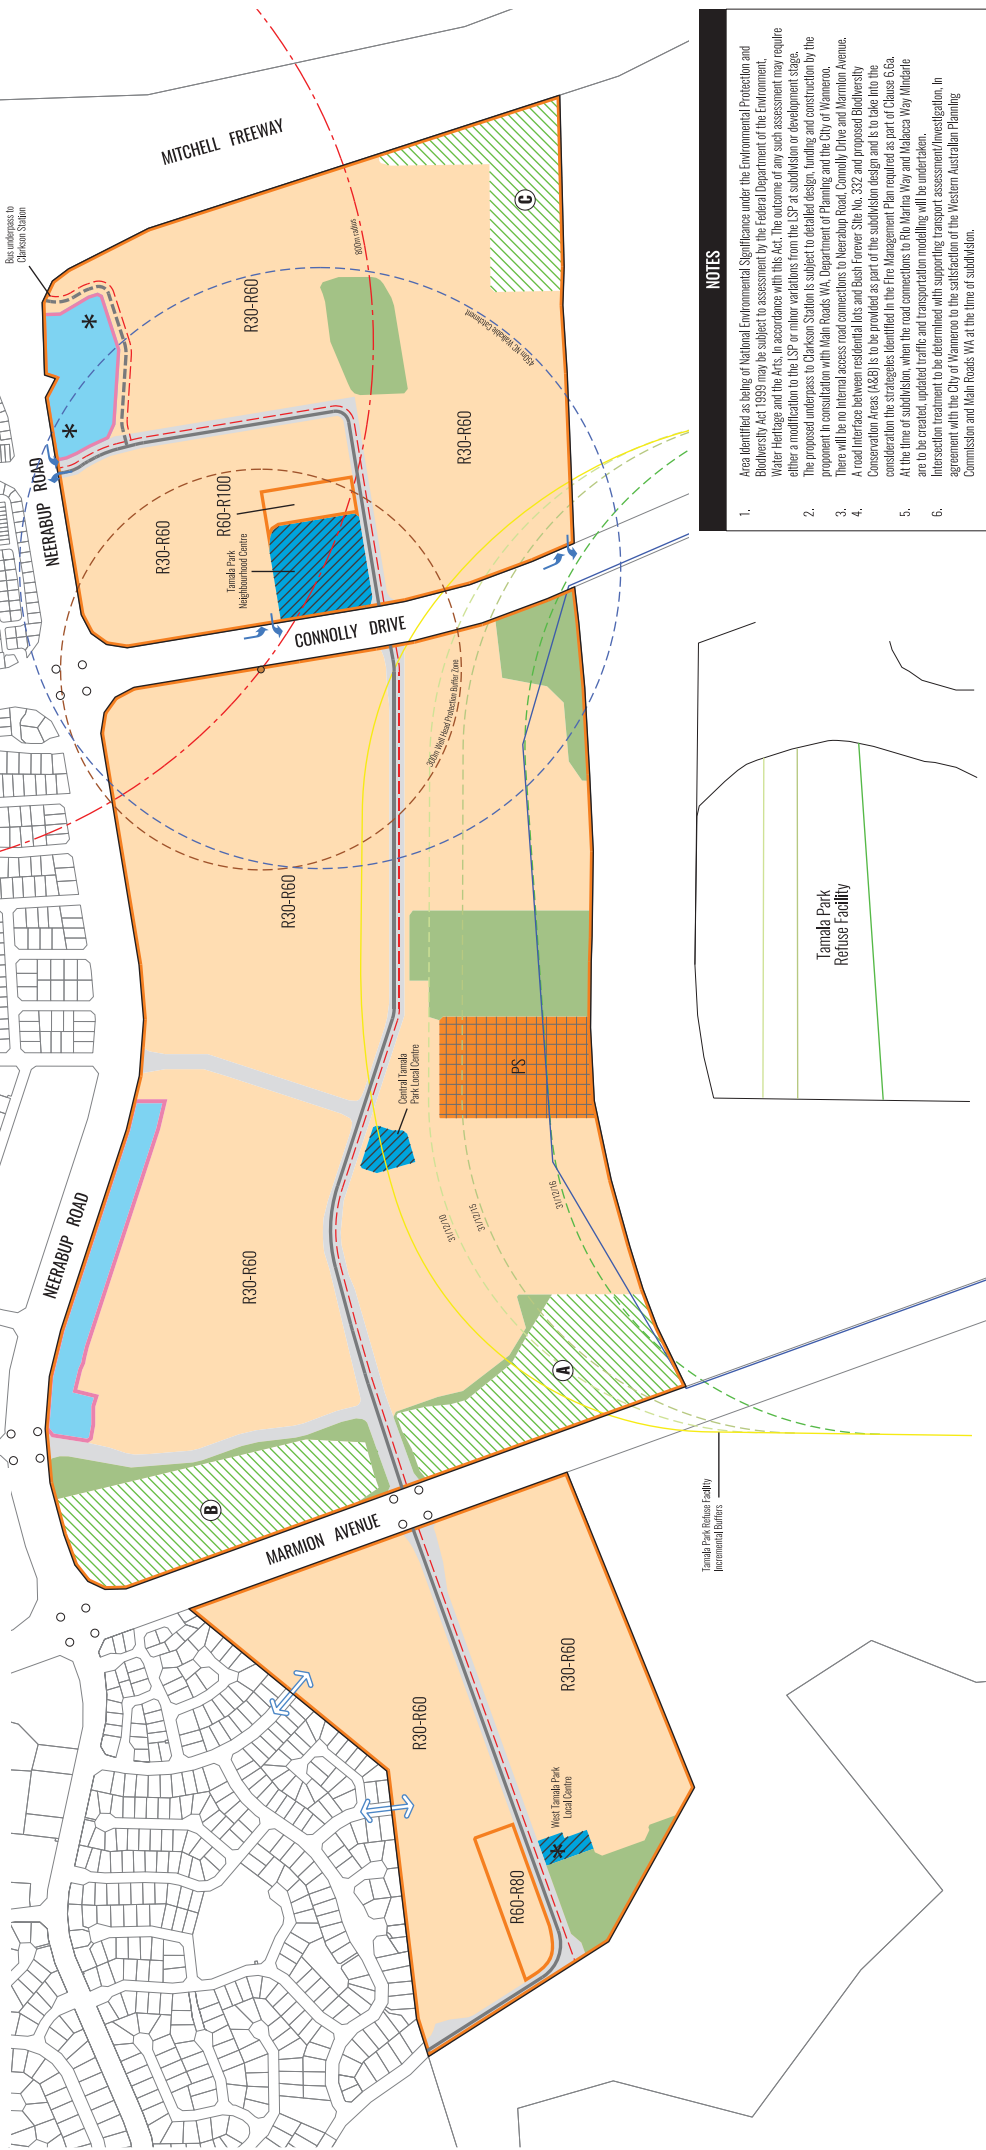 MITCHELL FREEWAY
Bus underpass to
Clarkson Station
800m radius
C
R30-R60
450m NC Walkable Catchment
R30-R60
NEERABUP ROAD
R30-R60
R60-R100
Tamala Park
Neighbourhood Centre
CONNOLLY DRIVE
300m Well Head Protection Buffer Zone
R30-R60
PS
Central Tamala
Park Local Centre
NEERABUP ROAD
R30-R60
31/12/10
31/12/15
31/12/16
A
B
MARMION AVENUE
Tamala Park Refuse Facility
Incremental Buffers
R30-R60
R30-R60
West Tamala Park
Local Centre
R60-R80
Tamala Park
Refuse Facility
NOTES
1. Area identified as being of National Environmental Significance under the Environmental Protection and
Biodiversity Act 1999 may be subject to assessment by the Federal Department of the Environment,
Water Heritage and the Arts, in accordance with this Act. The outcome of any such assessment may require
either a modification to the LSP or minor variations from the LSP at subdivision or development stage.
2. The proposed underpass to Clarkson Station is subject to detailed design, funding and construction by the
proponent in consultation with Main Roads WA, Department of Planning and the City of Wanneroo.
3. There will be no internal access road connections to Neerabup Road, Connolly Drive and Marmion Avenue.
4. A road interface between residential lots and Bush Forever Site No. 332 and proposed Biodiversity
Conservation Areas (A&B) is to be provided as part of the subdivision design and is to take into the
consideration the strategeies identified in the Fire Management Plan required as part of Clause 6.6a.
5. At the time of subdivision, when the road connections to Rio Marina Way and Malacca Way Mindarie
are to be created, updated traffic and transportation modelling will be undertaken.
6. Intersection treatment to be determined with supporting transport assessment/investigation, in
agreement with the City of Wanneroo to the satisfaction of the Western Australian Planning
Commission and Main Roads WA at the time of subdivision.